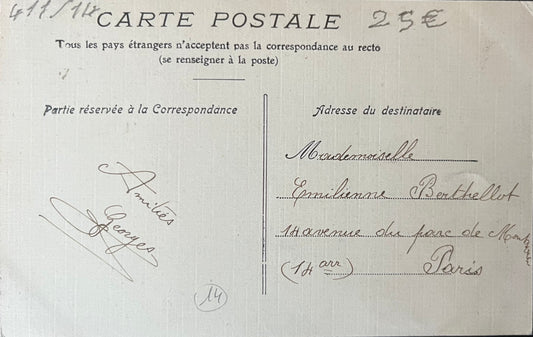 411/14
CARTE POSTALE
25€
Tous les pays étrangers n'acceptent pas la correspondance au recto
(se renseigner à la poste)
Partie réservée à la Correspondance
Adresse du destinataire
Amitiés
Georges
14
Mademoiselle
Emilienne Berthellot
14 avenue du parc de
(14 arr) Paris